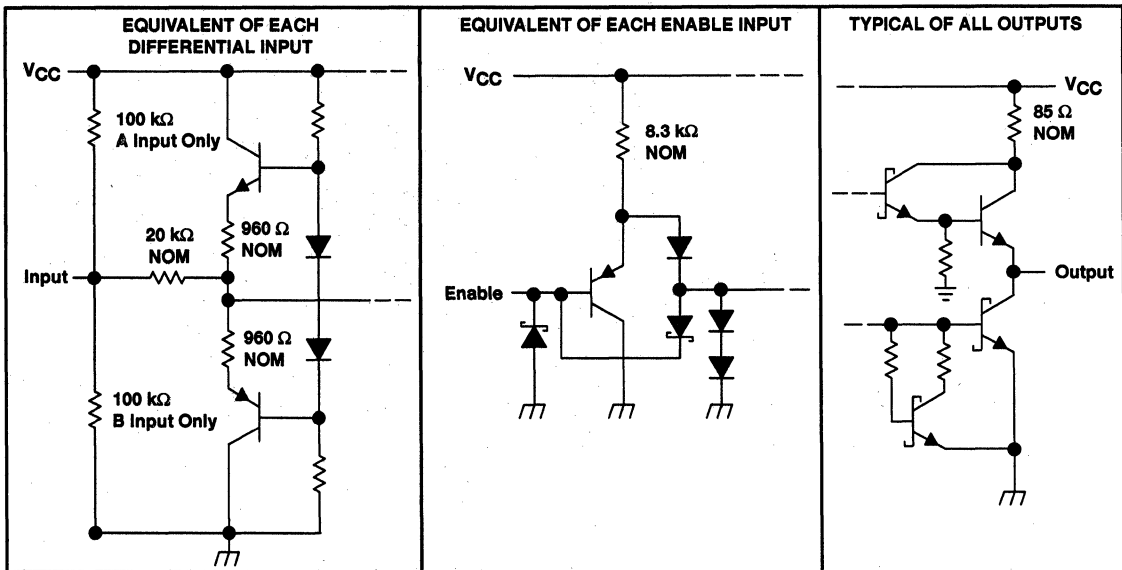 EQUIVALENT OF EACH
DIFFERENTIAL INPUT
VCC
100 kΩ
A Input Only
20 kΩ
NOM
960 Ω
NOM
Input
960 Ω
NOM
100 kΩ
B Input Only
EQUIVALENT OF EACH ENABLE INPUT
VCC
8.3 kΩ
NOM
Enable
TYPICAL OF ALL OUTPUTS
VCC
85 Ω
NOM
Output